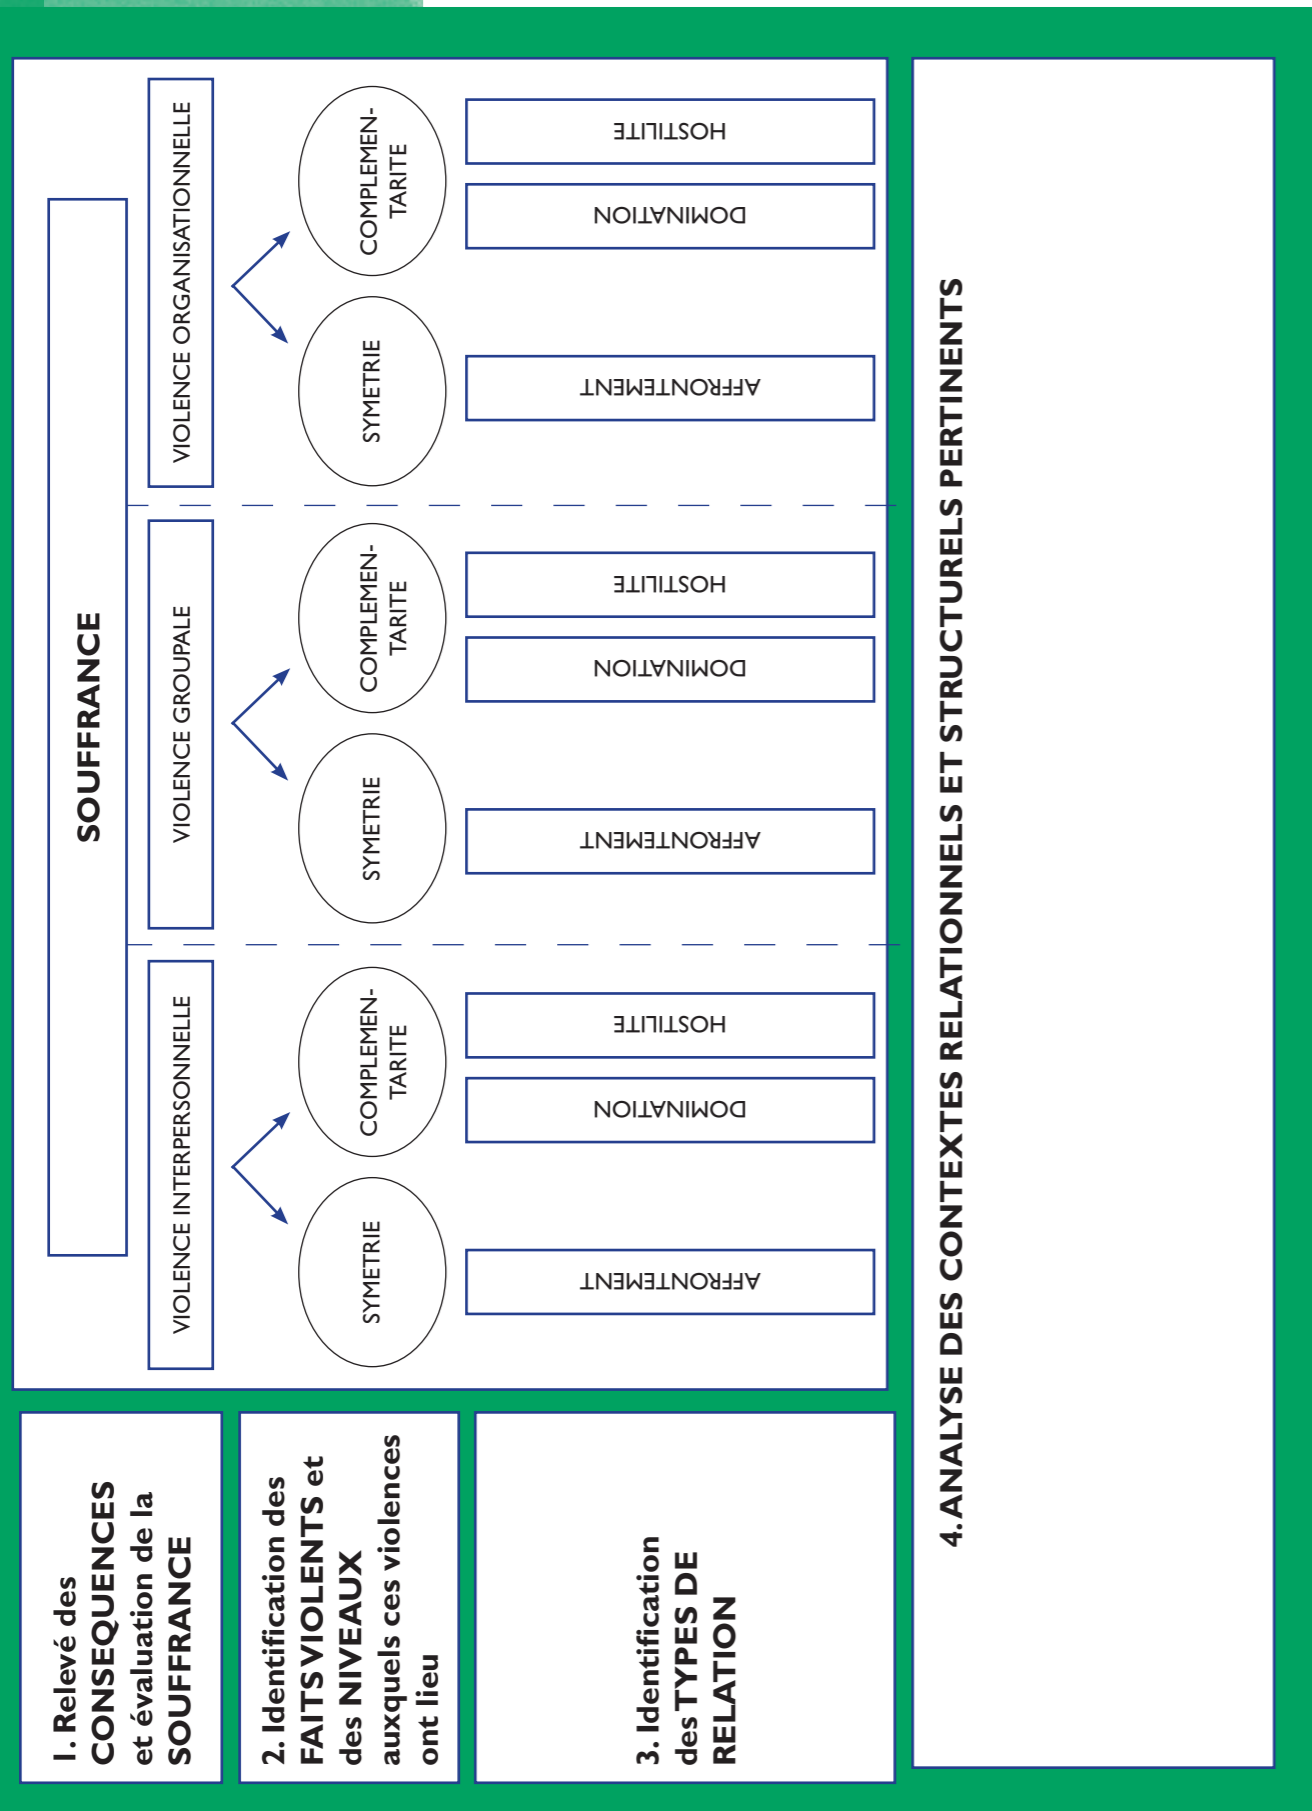 1. Relevé des
CONSEQUENCES
et évaluation de la
SOUFFRANCE
SOUFFRANCE
2. Identification des
FAITS VIOLENTS et
des NIVEAUX
auxquels ces violences
ont lieu
VIOLENCE INTERPERSONNELLE
VIOLENCE GROUPALE
VIOLENCE ORGANISATIONNELLE
SYMETRIE
COMPLEMEN-
TARITE
SYMETRIE
COMPLEMEN-
TARITE
SYMETRIE
COMPLEMEN-
TARITE
3. Identification
des TYPES DE
RELATION
AFFRONTEMENT
DOMINATION
HOSTILITE
AFFRONTEMENT
DOMINATION
HOSTILITE
AFFRONTEMENT
DOMINATION
HOSTILITE
4. ANALYSE DES CONTEXTES RELATIONNELS ET STRUCTURELS PERTINENTS